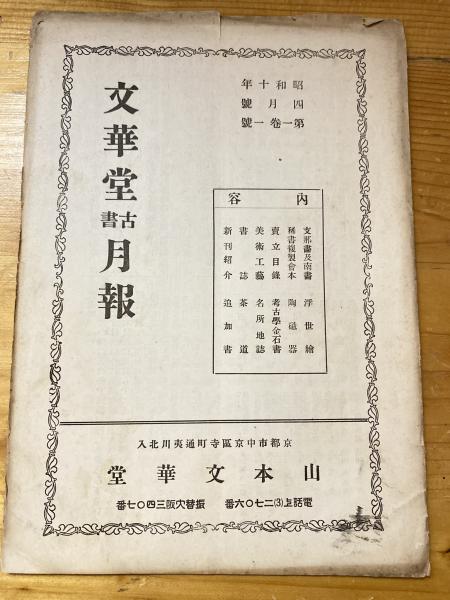 昭和十年
四月號
第一卷一號
文華堂古書月報
內容
支那畫及南畫 浮世繪
稀書複製會本 陶磁器
賣立目錄 考古學金石書
美術工藝 名所地誌
書誌 茶道
新刊紹介 追加書
京都市中京區寺町通夷川北入
山本文華堂
電話上(3)二七〇六番 振替大阪三四〇七番